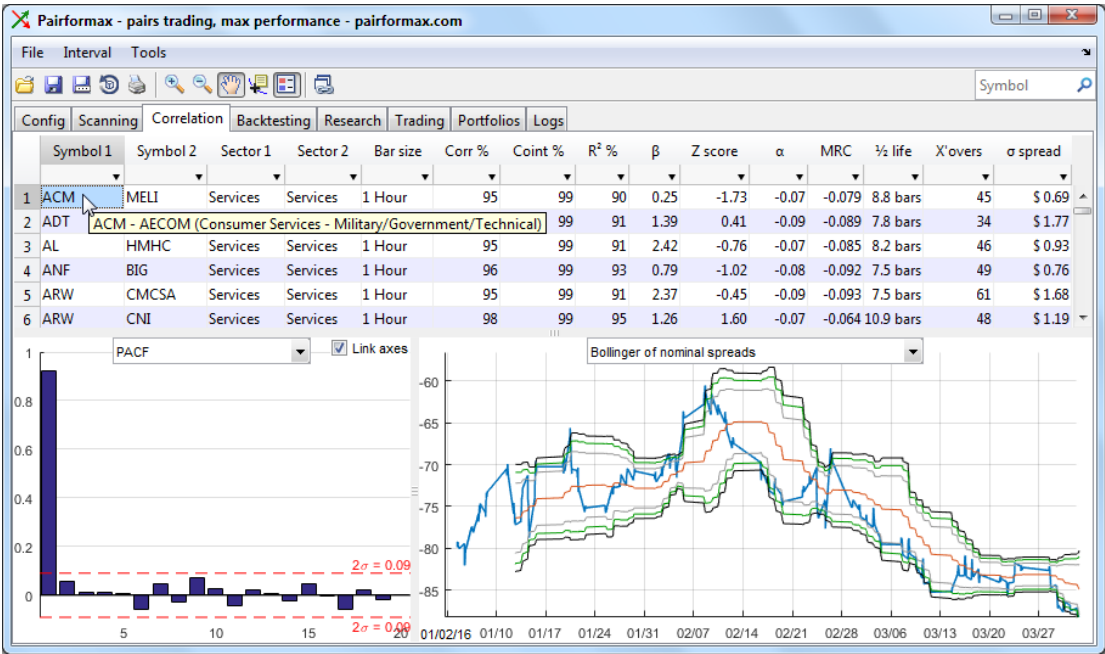 Pairformax - pairs trading, max performance - pairformax.com
File Interval Tools
Symbol
Config Scanning Correlation Backtesting Research Trading Portfolios Logs
Symbol 1 Symbol 2 Sector 1 Sector 2 Bar size Corr % Coint % R² % β Z score α MRC ½ life X'overs σ spread
1 ACM MELI Services Services 1 Hour 95 99 90 0.25 -1.73 -0.07 -0.079 8.8 bars 45 $ 0.69
2 ADT 99 91 1.39 0.41 -0.09 -0.089 7.8 bars 34 $ 1.77
ACM - AECOM (Consumer Services - Military/Government/Technical)
3 AL HMHC Services Services 1 Hour 95 99 91 2.42 -0.76 -0.07 -0.085 8.2 bars 46 $ 0.93
4 ANF BIG Services Services 1 Hour 96 99 93 0.79 -1.02 -0.08 -0.092 7.5 bars 49 $ 0.76
5 ARW CMCSA Services Services 1 Hour 95 99 91 2.37 -0.45 -0.09 -0.093 7.5 bars 61 $ 1.68
6 ARW CNI Services Services 1 Hour 98 99 95 1.26 1.60 -0.07 -0.064 10.9 bars 48 $ 1.19
PACF Link axes
1
0.8
0.6
0.4
0.2
0
2σ = 0.09
2σ = 0.09
5 10 15 20
Bollinger of nominal spreads
-60
-65
-70
-75
-80
-85
01/02/16 01/10 01/17 01/24 01/31 02/07 02/14 02/21 02/28 03/06 03/13 03/20 03/27